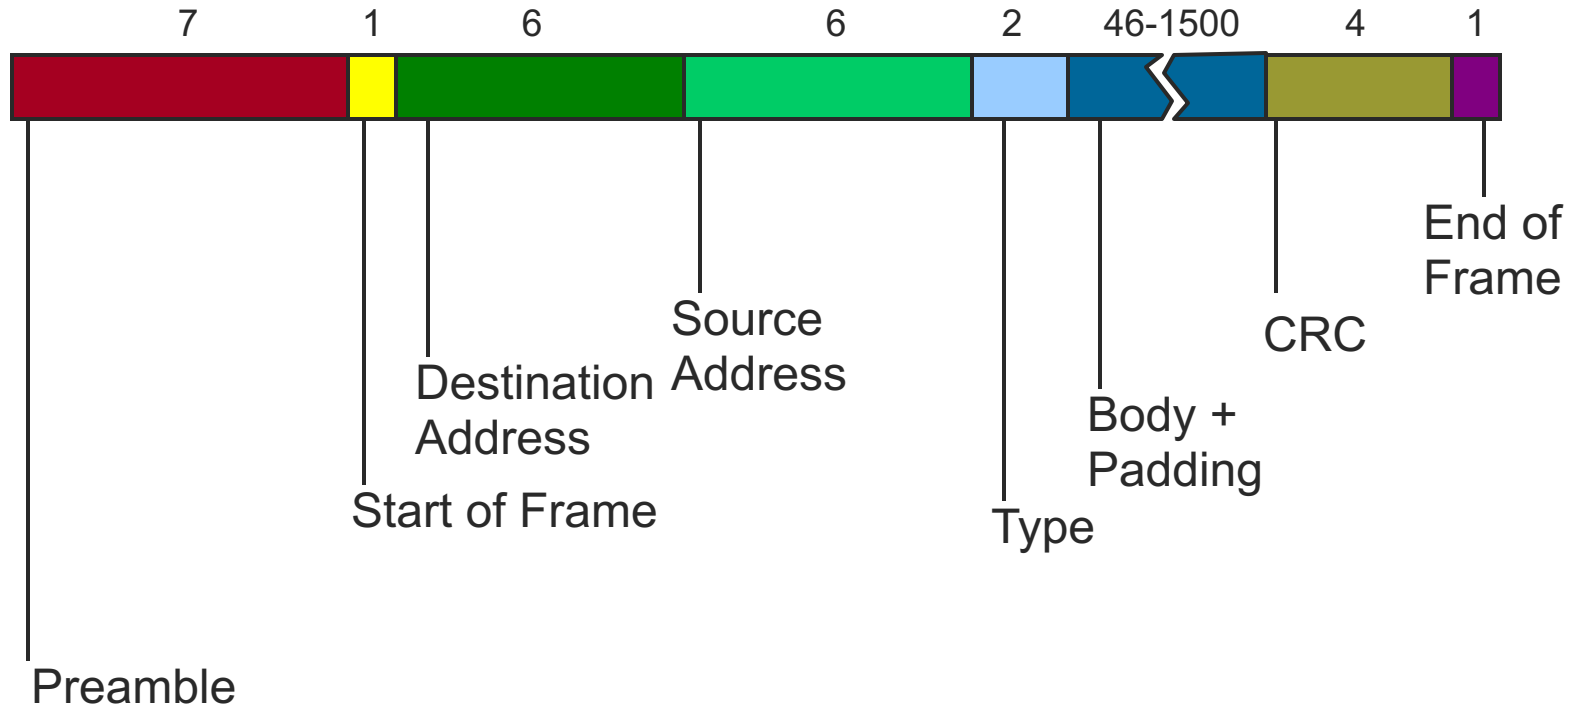 7 1 6 6 2 46-1500 4 1
End of
Frame
Source
Address
CRC
Destination
Address
Body +
Padding
Start of Frame
Type
Preamble